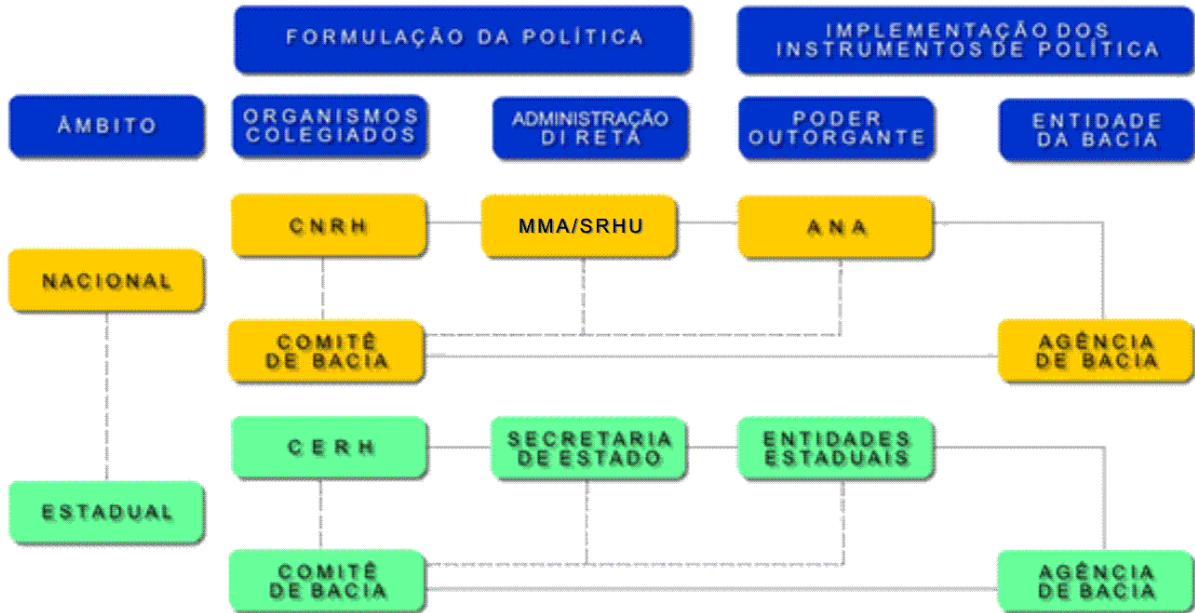 FORMULAÇÃO DA POLÍTICA
IMPLEMENTAÇÃO DOS
INSTRUMENTOS DE POLÍTICA
ÂMBITO
ORGANISMOS
COLEGIADOS
ADMINISTRAÇÃO
DIRETA
PODER
OUTORGANTE
ENTIDADE
DA BACIA
CNRH
MMA/SRHU
ANA
NACIONAL
COMITÊ
DE BACIA
AGÊNCIA
DE BACIA
CERH
SECRETARIA
DE ESTADO
ENTIDADES
ESTADUAIS
ESTADUAL
COMITÊ
DE BACIA
AGÊNCIA
DE BACIA